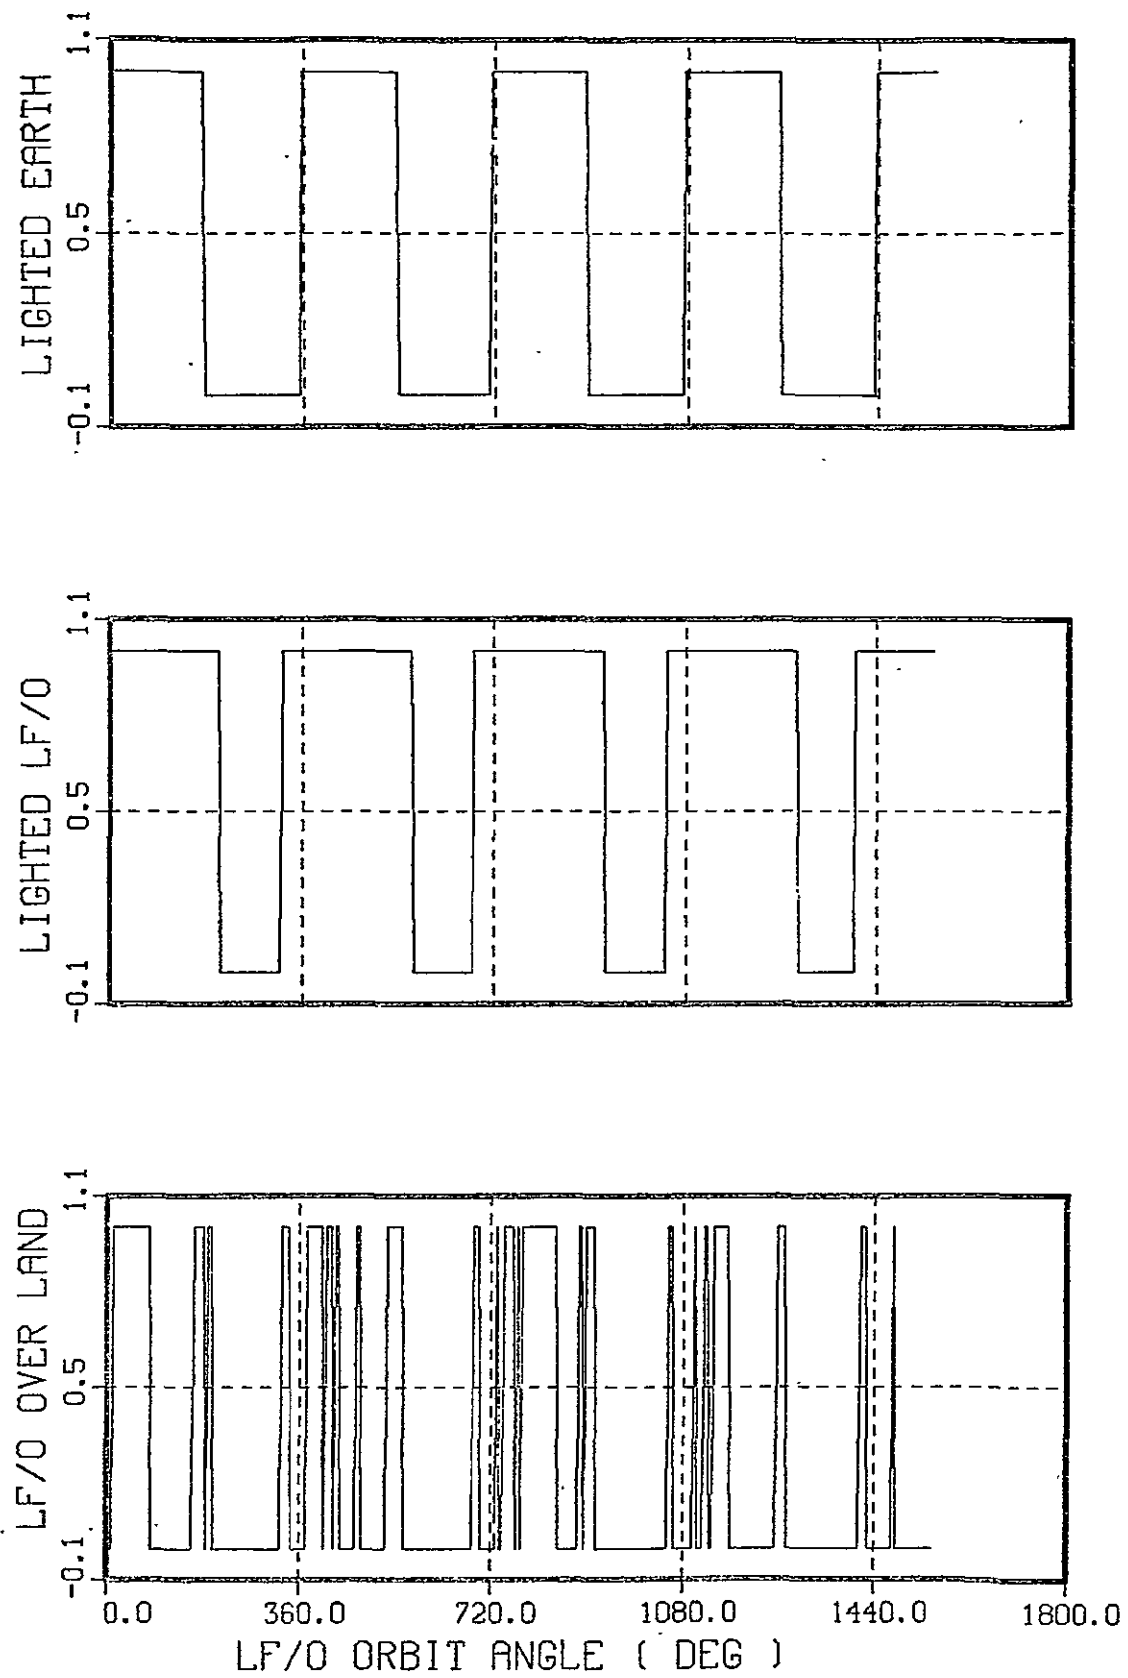 LIGHTED EARTH
1.1
0.5
-0.1
LIGHTED LF/O
1.1
0.5
-0.1
LF/O OVER LAND
1.1
0.5
-0.1
0.0 360.0 720.0 1080.0 1440.0 1800.0
LF/O ORBIT ANGLE ( DEG )